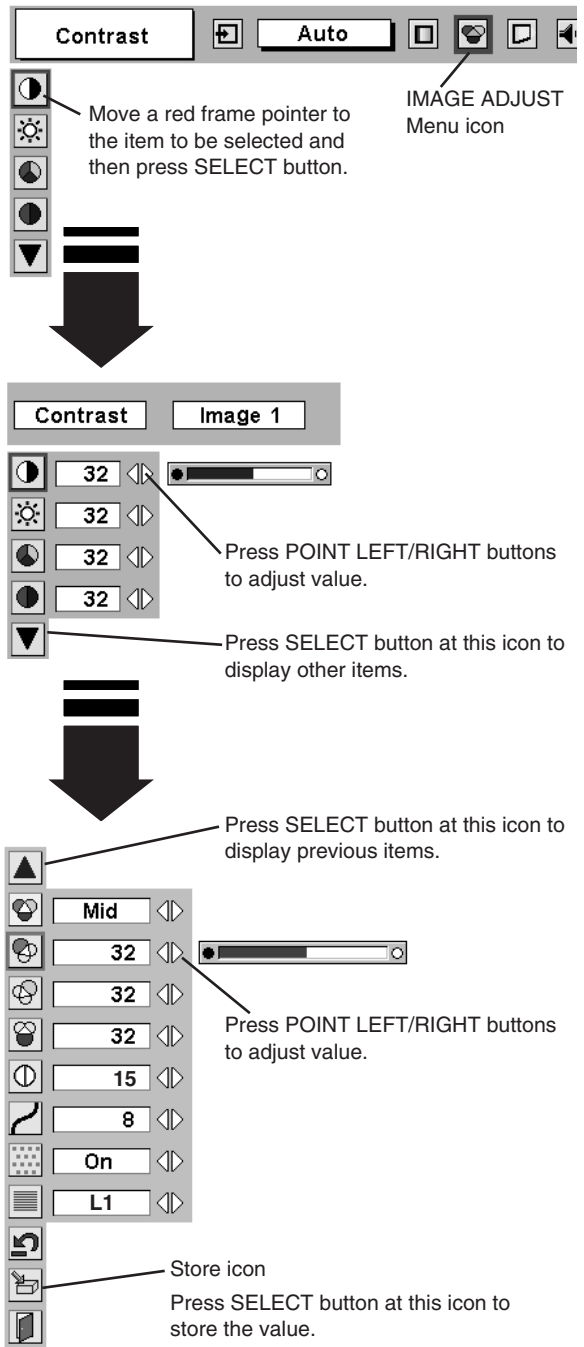 Contrast
Auto
Move a red frame pointer to
the item to be selected and
then press SELECT button.
IMAGE ADJUST
Menu icon
Contrast
Image 1
32
32
32
32
Press POINT LEFT/RIGHT buttons
to adjust value.
Press SELECT button at this icon to
display other items.
Press SELECT button at this icon to
display previous items.
Mid
32
32
32
15
8
On
L1
Press POINT LEFT/RIGHT buttons
to adjust value.
Store icon
Press SELECT button at this icon to
store the value.